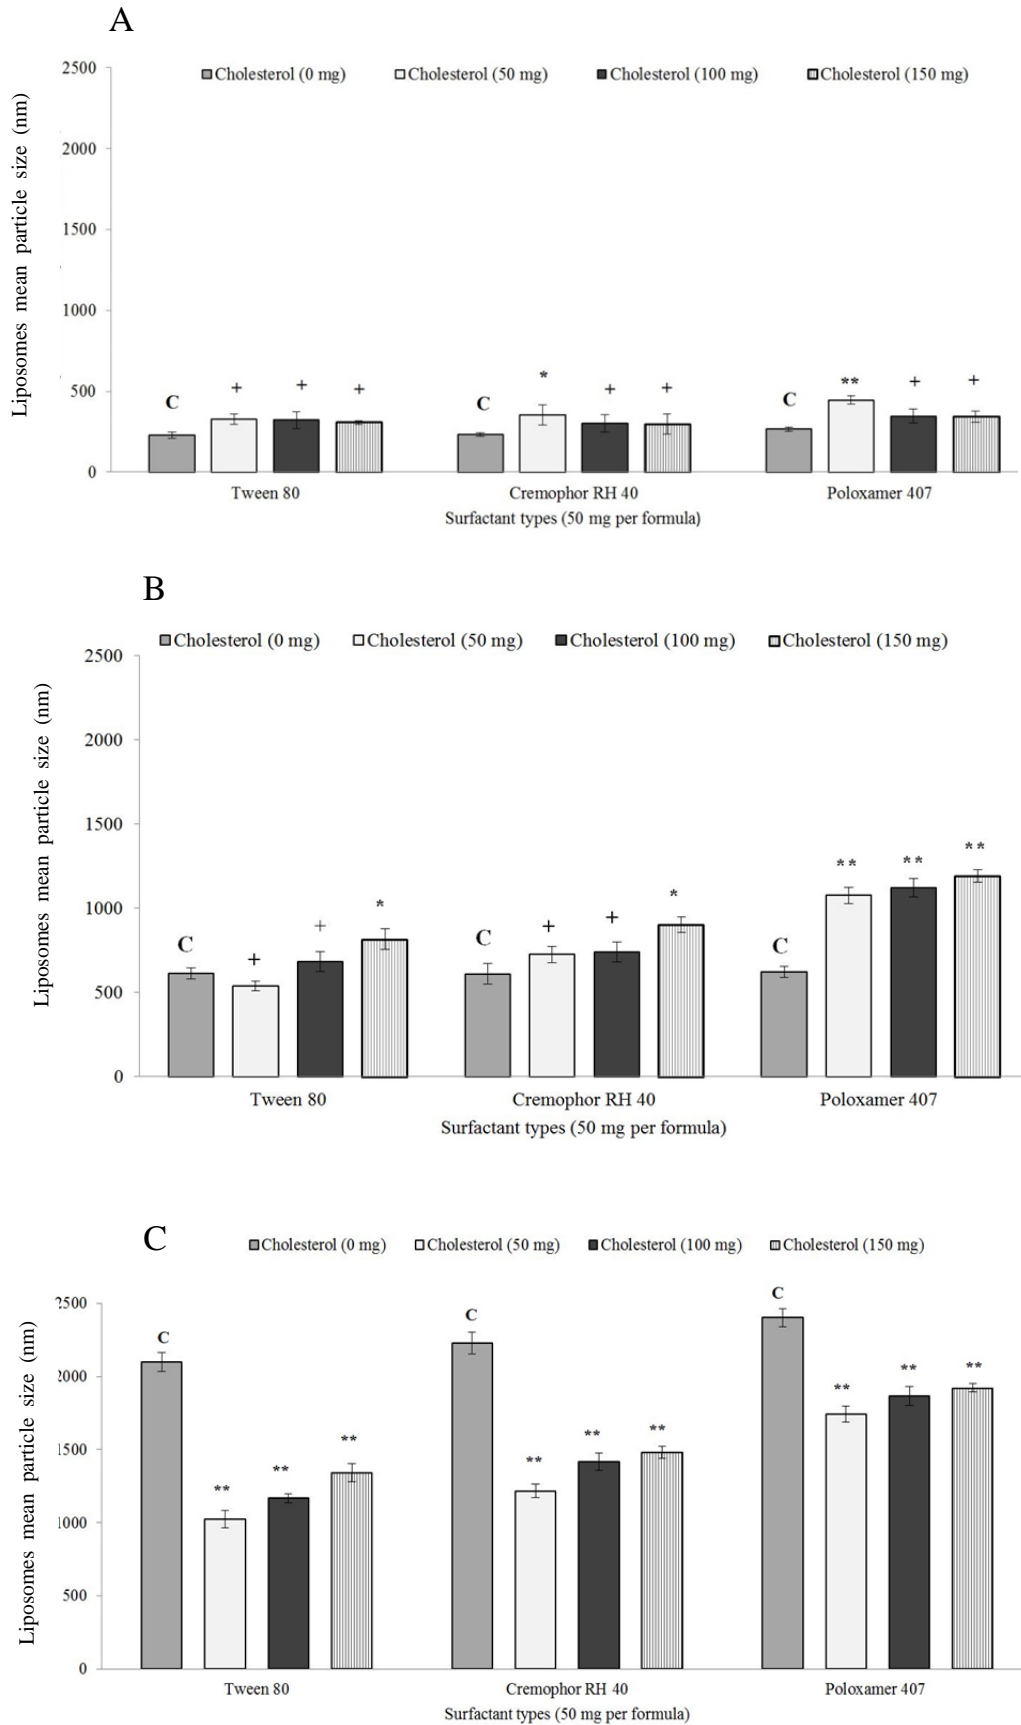 A
Liposomes mean particle size (nm)
Cholesterol (0 mg) Cholesterol (50 mg) Cholesterol (100 mg) Cholesterol (150 mg)
2500
2000
1500
1000
500
0
C + + + C * + + C ** + +
Tween 80 Cremophor RH 40 Poloxamer 407
Surfactant types (50 mg per formula)
B
Liposomes mean particle size (nm)
Cholesterol (0 mg) Cholesterol (50 mg) Cholesterol (100 mg) Cholesterol (150 mg)
2500
2000
1500
1000
500
0
C + + * C + + * C ** ** **
Tween 80 Cremophor RH 40 Poloxamer 407
Surfactant types (50 mg per formula)
C
Liposomes mean particle size (nm)
Cholesterol (0 mg) Cholesterol (50 mg) Cholesterol (100 mg) Cholesterol (150 mg)
2500
2000
1500
1000
500
0
C ** ** ** C ** ** ** C ** ** **
Tween 80 Cremophor RH 40 Poloxamer 407
Surfactant types (50 mg per formula)